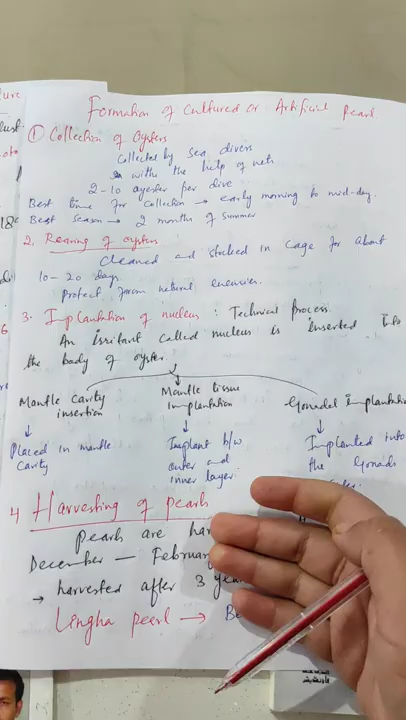 Formation of Cultured or Artificial pearl
① Collection of Oysters
Collected by Sea divers
with the help of nets
2-10 oyester per dive.
Best time for collection → early morning to mid-day.
Best season → 2 months of Summer
2. Rearing of oyster
Cleaned and stocked in cage for about
10-20 days.
Protect from natural enemies.
3. Implantation of nucleus : Technical process.
An irritant called nucleus is inserted into
the body of oyster.
Mantle cavity insertion
Mantle tissue implantation
Gonadel implantation
↓ ↓ ↓
Placed in mantle cavity
Implant b/w outer and inner layer.
Implanted into the Gonads
4 Harvesting of pearls
pearls are har
December — February
→ harvested after 3 year
Lingha pearl → Be